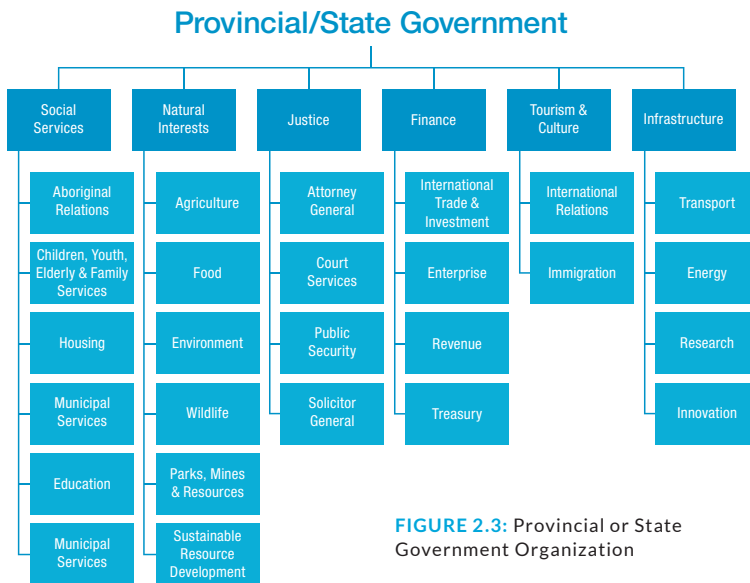 Provincial/State Government
Social
Services
Natural
Interests
Justice
Finance
Tourism &
Culture
Infrastructure
Aboriginal
Relations
Children, Youth,
Elderly & Family
Services
Housing
Municipal
Services
Education
Municipal
Services
Agriculture
Food
Environment
Wildlife
Parks, Mines
& Resources
Sustainable
Resource
Development
Attorney
General
Court
Services
Public
Security
Solicitor
General
International
Trade &
Investment
Enterprise
Revenue
Treasury
International
Relations
Immigration
Transport
Energy
Research
Innovation
FIGURE 2.3: Provincial or State
Government Organization